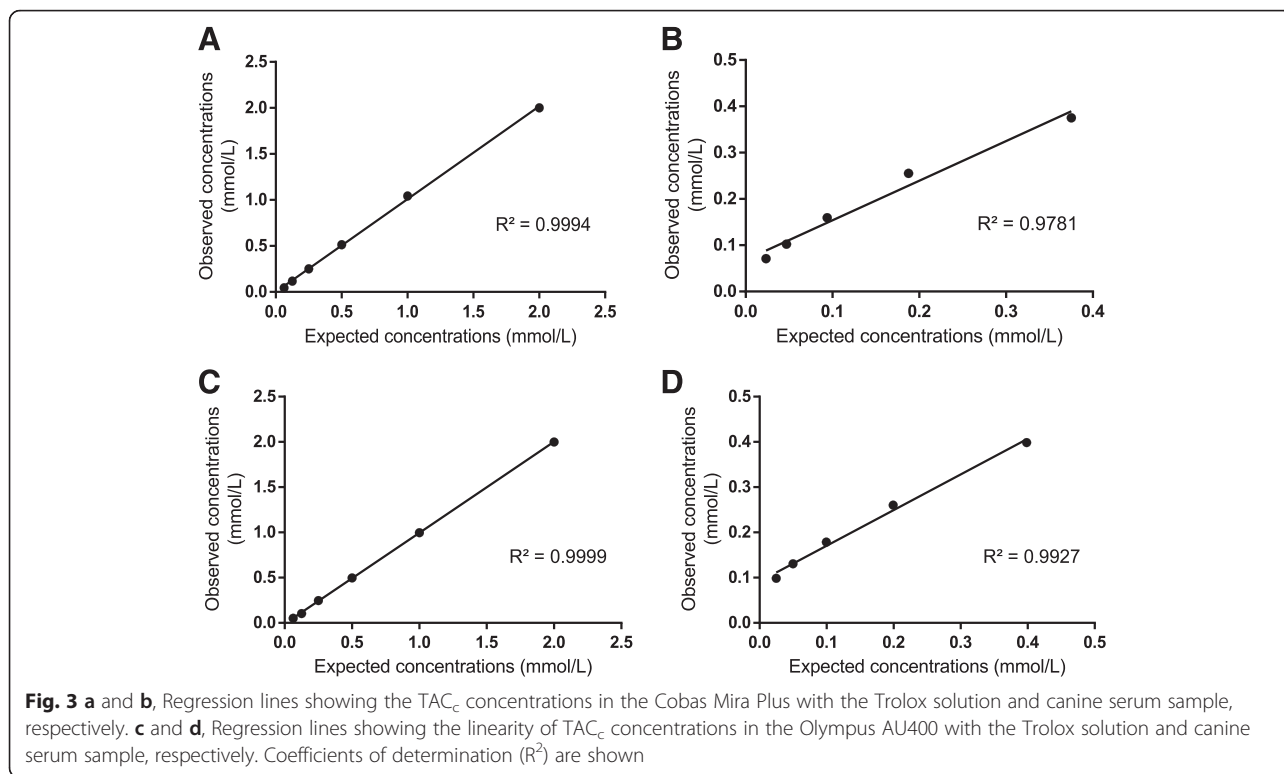 A
2.5
2.0
1.5
1.0
0.5
0.0
0.0 0.5 1.0 1.5 2.0 2.5
Observed concentrations
(mmol/L)
Expected concentrations (mmol/L)
R² = 0.9994
B
0.5
0.4
0.3
0.2
0.1
0.0
0.0 0.1 0.2 0.3 0.4
Observed concentrations
(mmol/L)
Expected concentrations (mmol/L)
R² = 0.9781
C
2.5
2.0
1.5
1.0
0.5
0.0
0.0 0.5 1.0 1.5 2.0 2.5
Observed concentrations
(mmol/L)
Expected concentrations (mmol/L)
R² = 0.9999
D
0.5
0.4
0.3
0.2
0.1
0.0
0.0 0.1 0.2 0.3 0.4 0.5
Observed concentrations
(mmol/L)
Expected concentrations (mmol/L)
R² = 0.9927
Fig. 3 a and b, Regression lines showing the TAC_C concentrations in the Cobas Mira Plus with the Trolox solution and canine serum sample,
respectively. c and d, Regression lines showing the linearity of TAC_C concentrations in the Olympus AU400 with the Trolox solution and canine
serum sample, respectively. Coefficients of determination (R²) are shown